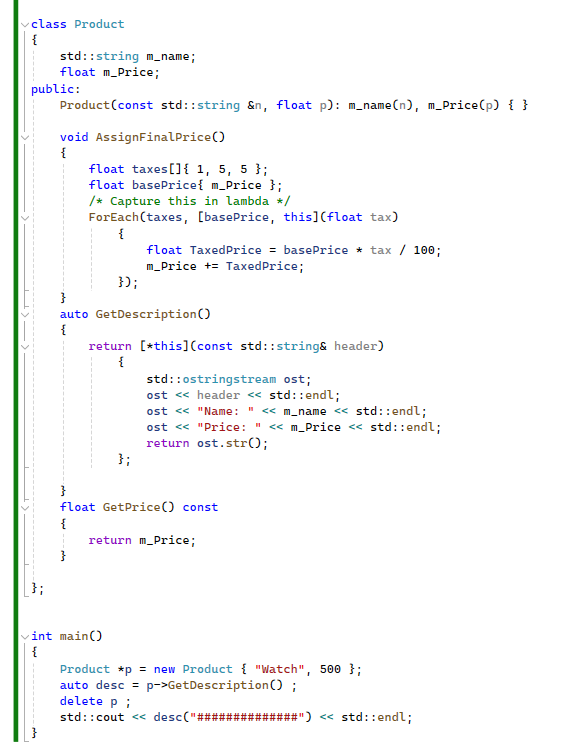 class Product
{
    std::string m_name;
    float m_Price;
public:
    Product(const std::string &n, float p): m_name(n), m_Price(p) { }

    void AssignFinalPrice()
    {
        float taxes[]{ 1, 5, 5 };
        float basePrice{ m_Price };
        /* Capture this in lambda */
        ForEach(taxes, [basePrice, this](float tax)
            {
                float TaxedPrice = basePrice * tax / 100;
                m_Price += TaxedPrice;
            });
    }
    auto GetDescription()
    {
        return [*this](const std::string& header)
            {
                std::ostringstream ost;
                ost << header << std::endl;
                ost << "Name: " << m_name << std::endl;
                ost << "Price: " << m_Price << std::endl;
                return ost.str();
            };

    }
    float GetPrice() const
    {
        return m_Price;
    }

};


int main()
{
    Product *p = new Product { "Watch", 500 };
    auto desc = p->GetDescription() ;
    delete p ;
    std::cout << desc("##############") << std::endl;
}